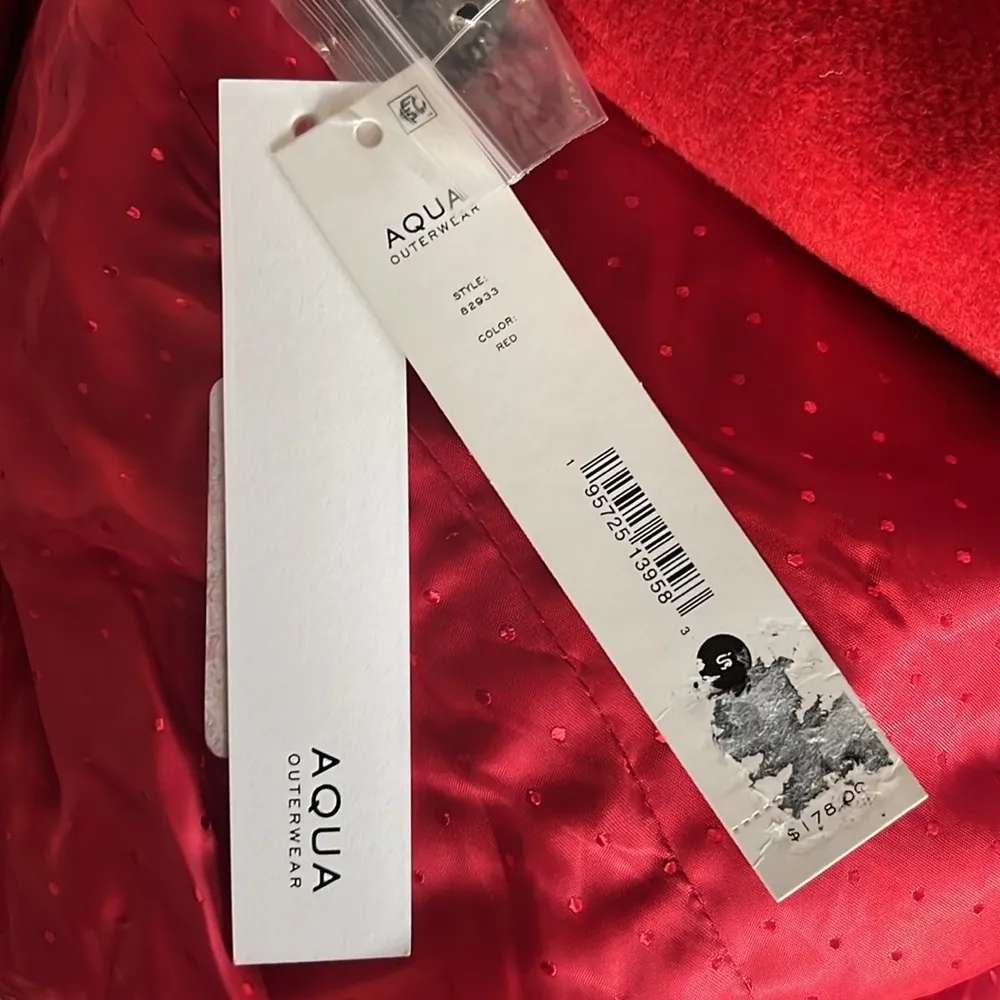 AQUA
OUTERWEAR
STYLE:
82933
COLOR:
RED
1 95725 13958 3
$178.00
AQUA
OUTERWEAR